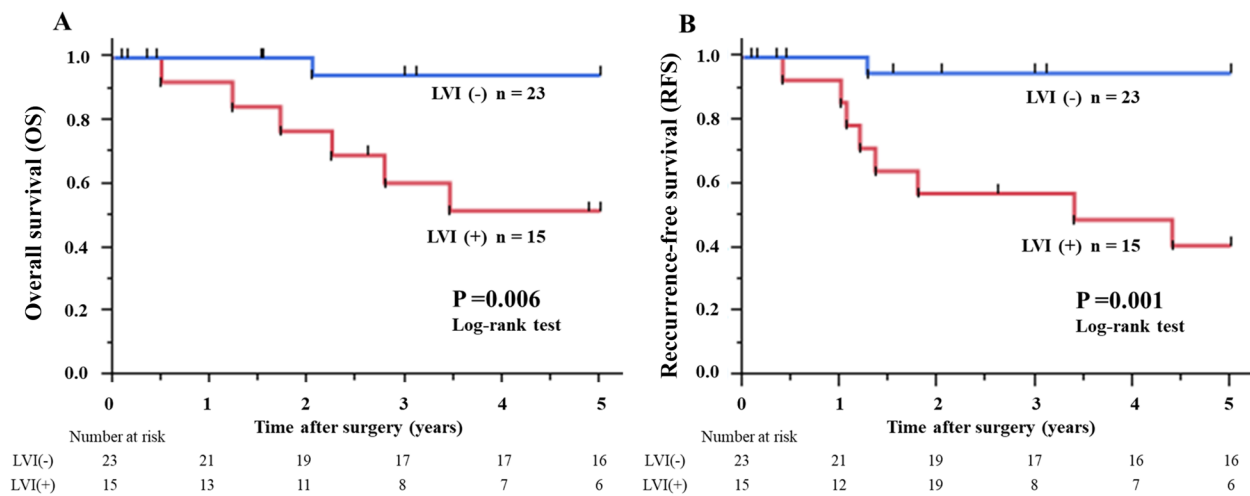 A
Overall survival (OS)
1.0
0.8
0.6
0.4
0.2
0.0
LVI (-) n = 23
LVI (+) n = 15
P =0.006
Log-rank test
0 1 2 3 4 5
Time after surgery (years)
Number at risk
LVI(-) 23 21 19 17 17 16
LVI(+) 15 13 11 8 7 6
B
Reccurrence-free survival (RFS)
1.0
0.8
0.6
0.4
0.2
0.0
LVI (-) n = 23
LVI (+) n = 15
P =0.001
Log-rank test
0 1 2 3 4 5
Time after surgery (years)
Number at risk
LVI(-) 23 21 19 17 16 16
LVI(+) 15 12 19 8 7 6